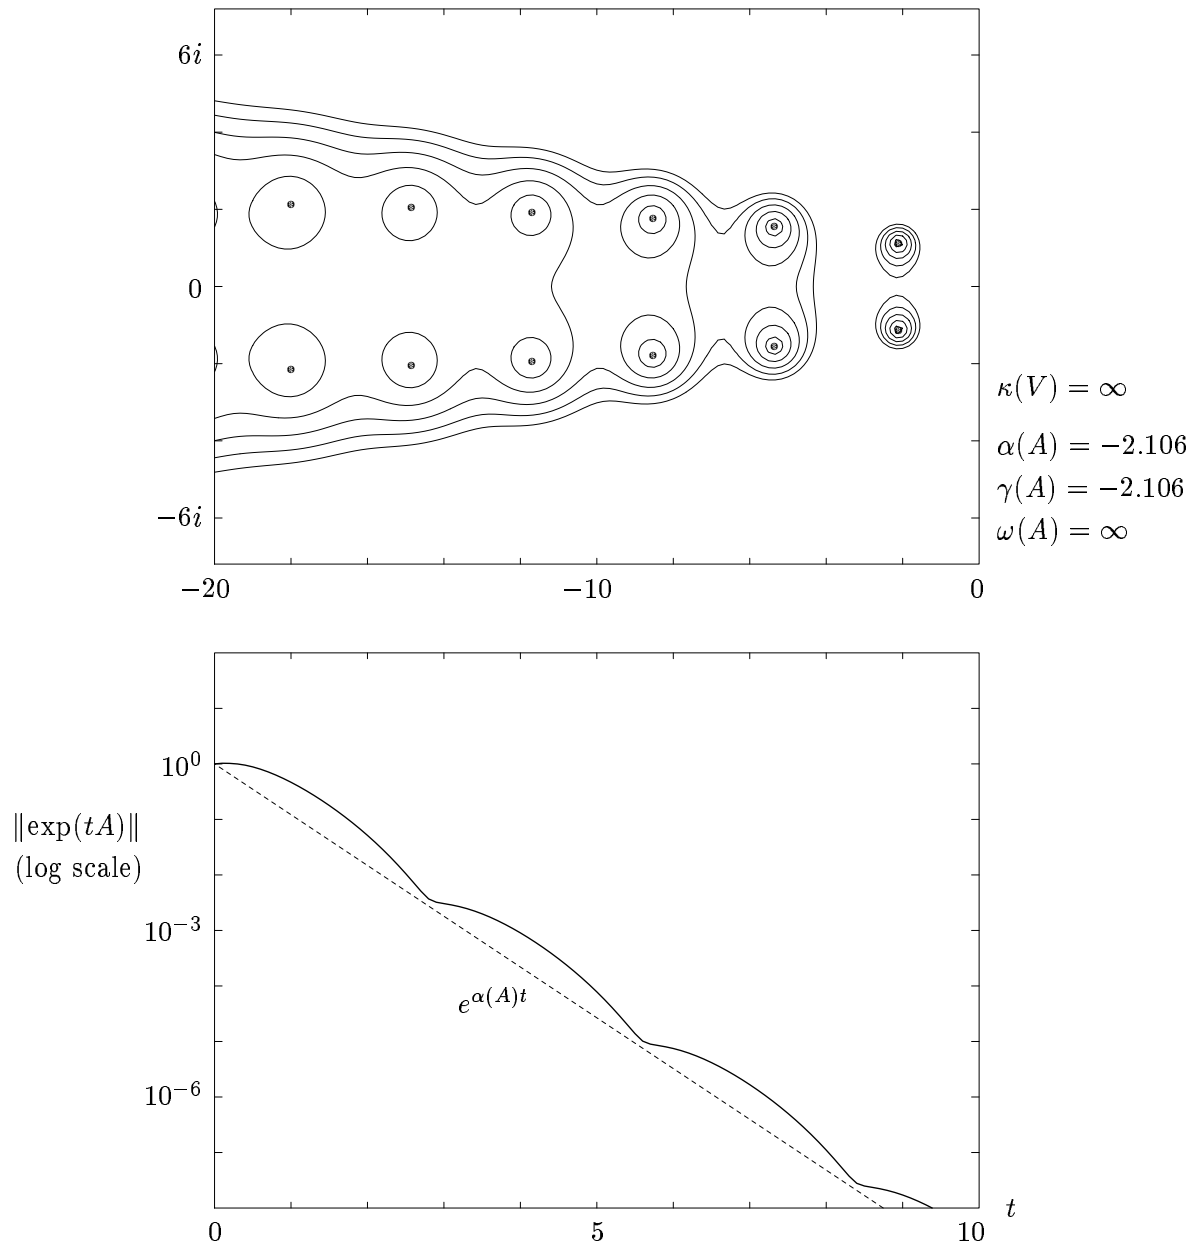 6i
0
−6i
−20
−10
0
κ(V) = ∞
α(A) = −2.106
γ(A) = −2.106
ω(A) = ∞
10^0
‖exp(tA)‖
(log scale)
10^−3
e^α(A)t
10^−6
0
5
10
t